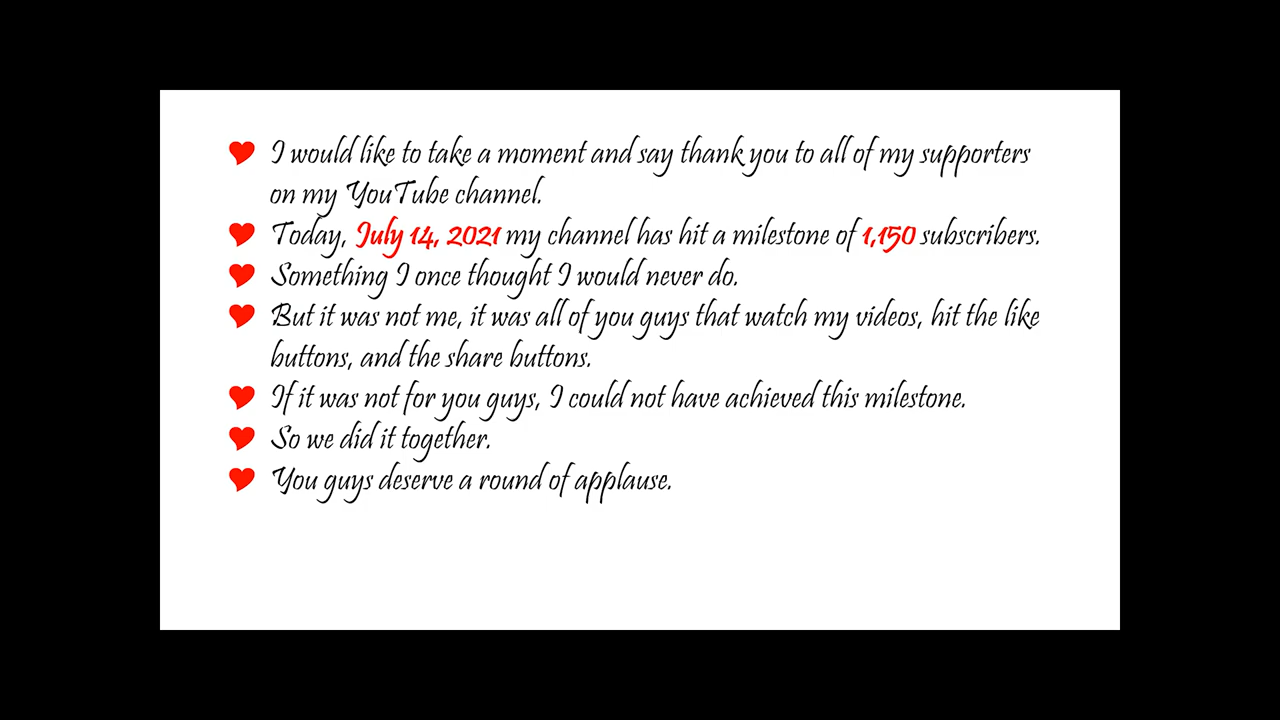 I would like to take a moment and say thank you to all of my supporters
on my YouTube channel.
Today, July 14, 2021 my channel has hit a milestone of 1,150 subscribers.
Something I once thought I would never do.
But it was not me, it was all of you guys that watch my videos, hit the like
buttons, and the share buttons.
If it was not for you guys, I could not have achieved this milestone.
So we did it together.
You guys deserve a round of applause.